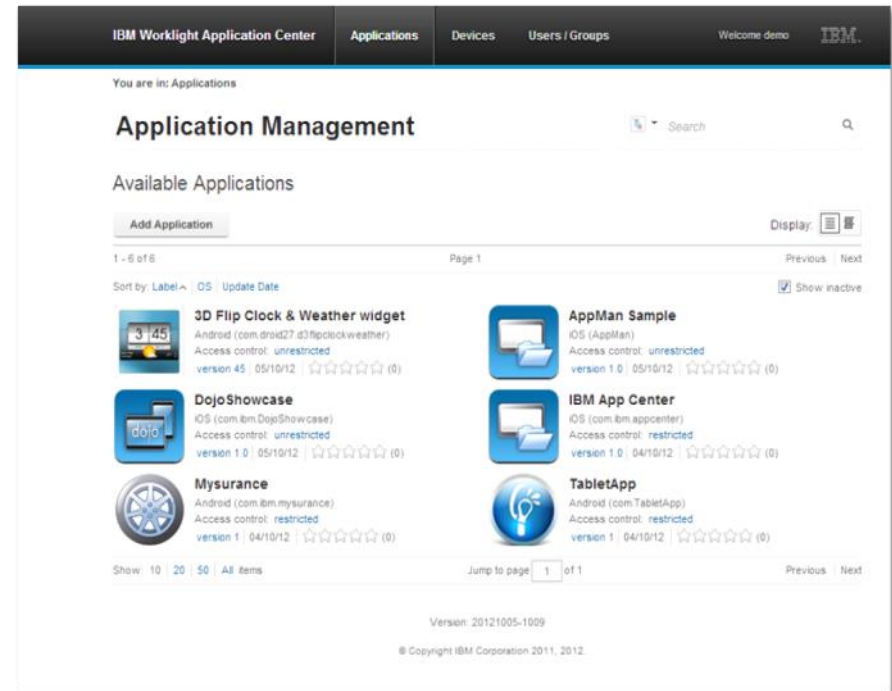 IBM Worklight Application Center Applications Devices Users / Groups Welcome demo IBM.
You are in: Applications
Application Management Search
Available Applications
Add Application Display:
1 - 6 of 6 Page 1 Previous Next
Sort by: Label OS Update Date Show inactive
3D Flip Clock & Weather widget
Android (com.droid27.d3flipclockweather)
Access control: unrestricted
version 45 05/10/12 (0)
3 45
AppMan Sample
iOS (AppMan)
Access control: unrestricted
version 1.0 05/10/12 (0)
DojoShowcase
iOS (com.ibm.DojoShowcase)
Access control: unrestricted
version 1.0 05/10/12 (0)
dojo
IBM App Center
iOS (com.ibm.appcenter)
Access control: restricted
version 1.0 04/10/12 (0)
Mysurance
Android (com.ibm.mysurance)
Access control: restricted
version 1 04/10/12 (0)
TabletApp
Android (com.TabletApp)
Access control: restricted
version 1 04/10/12 (0)
Show: 10 20 50 All items Jump to page 1 of 1 Previous Next
Version: 20121005-1009
© Copyright IBM Corporation 2011, 2012.